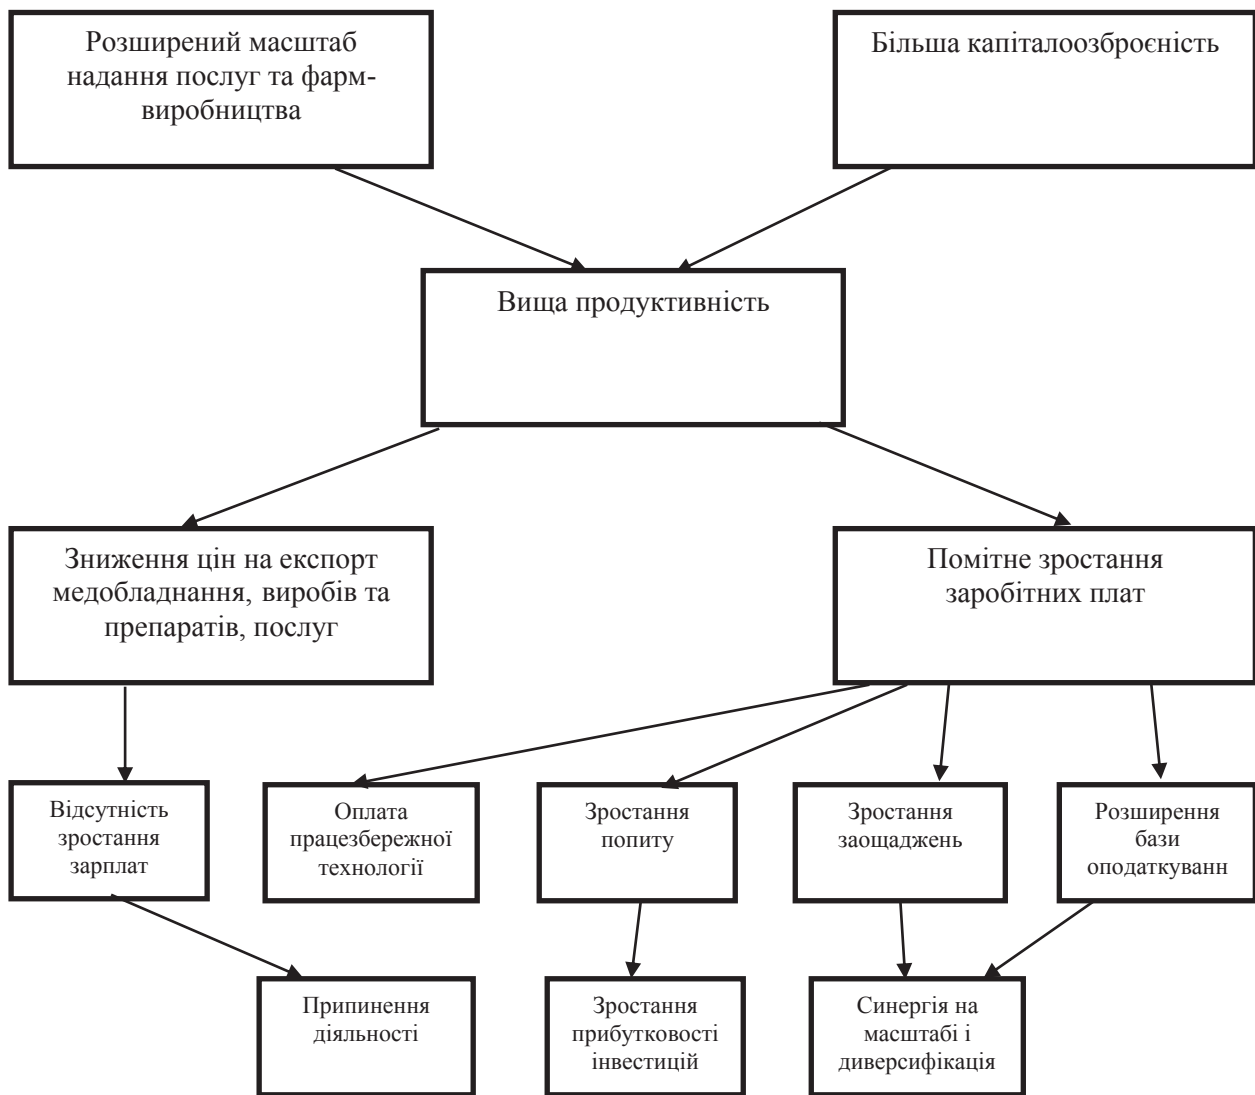 Розширений масштаб
надання послуг та фарм-
виробництва
Більша капіталоозброєність
Вища продуктивність
Зниження цін на експорт
медобладнання, виробів та
препаратів, послуг
Помітне зростання
заробітних плат
Відсутність
зростання
зарплат
Оплата
працезбережної
технології
Зростання
попиту
Зростання
заощаджень
Розширення
бази
оподаткуванн
Припинення
діяльності
Зростання
прибутковості
інвестицій
Синергія на
масштабі і
диверсифікація